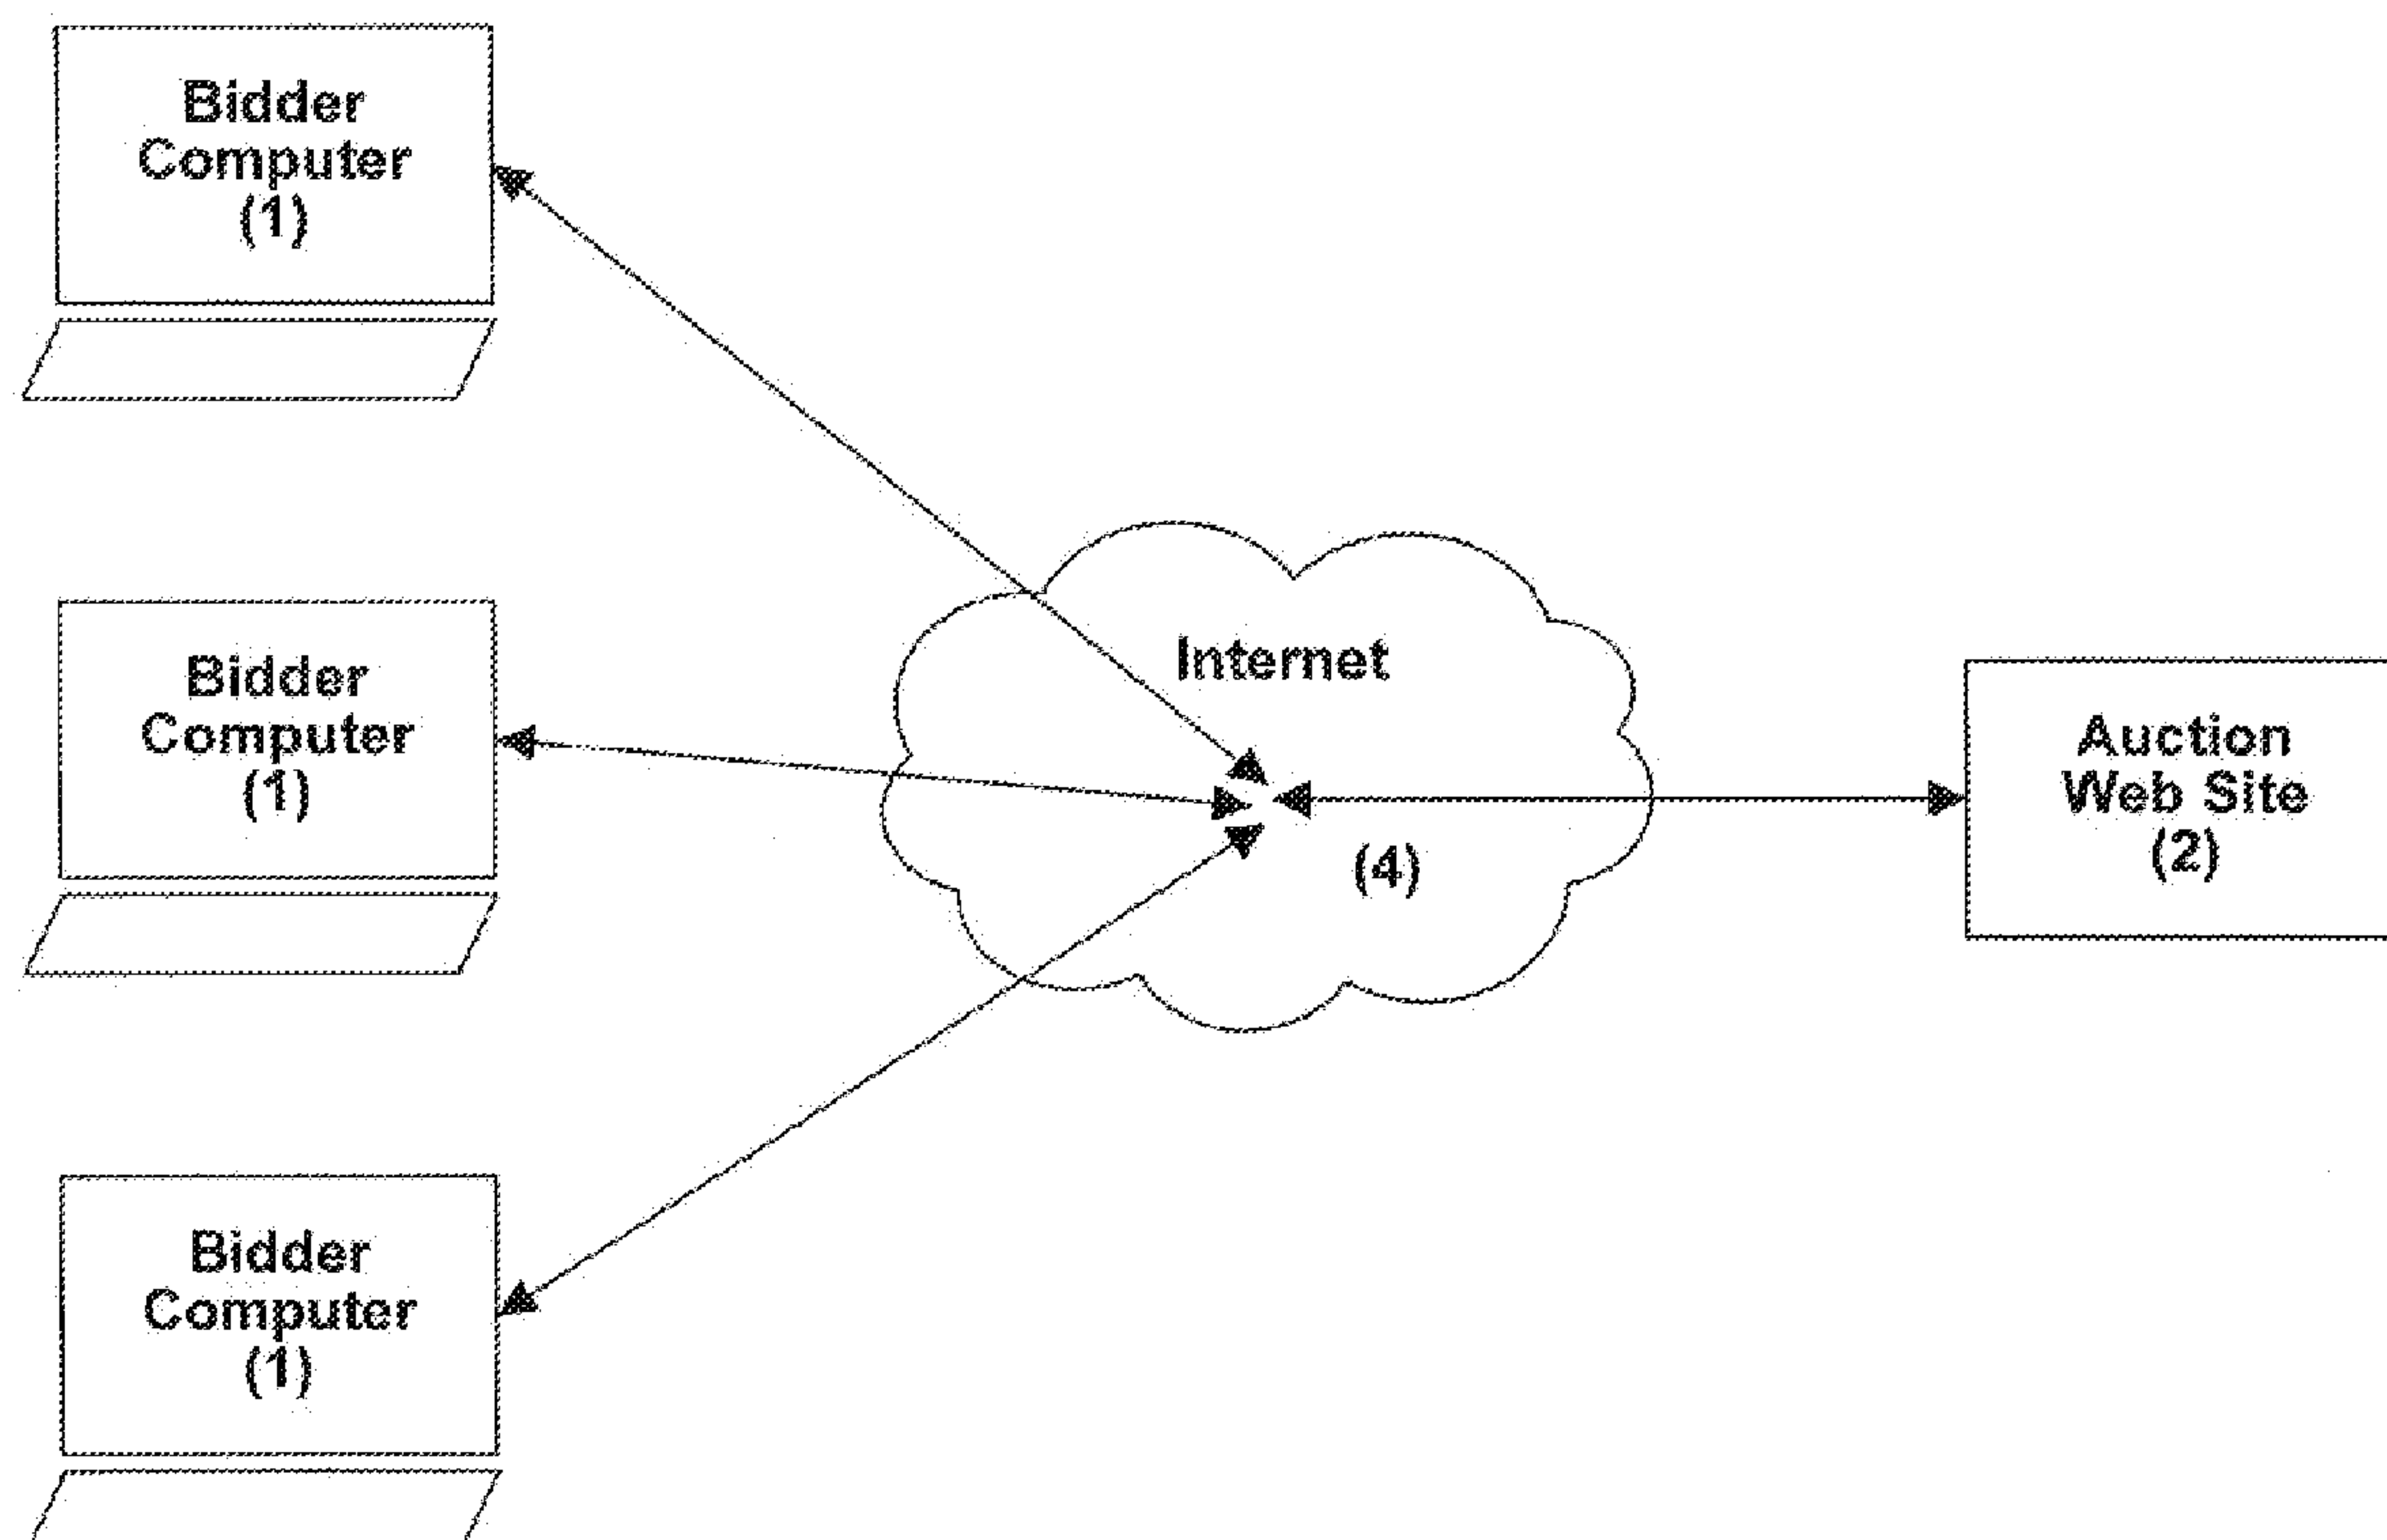 Bidder
Computer
(1)
Bidder
Computer
(1)
Bidder
Computer
(1)
Internet
(4)
Auction
Web Site
(2)